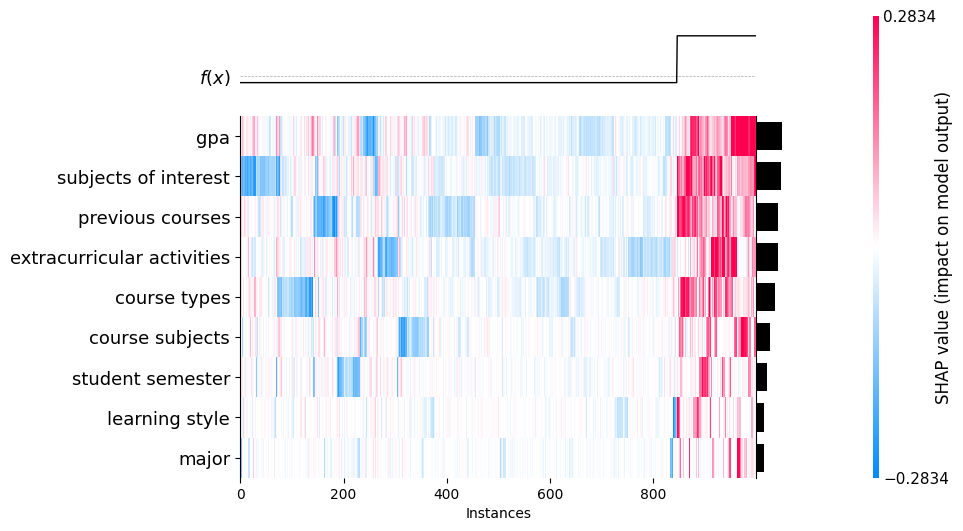 0.2834
f(x)
gpa
subjects of interest
previous courses
extracurricular activities
course types
course subjects
student semester
learning style
major
0 200 400 600 800
Instances
SHAP value (impact on model output)
−0.2834